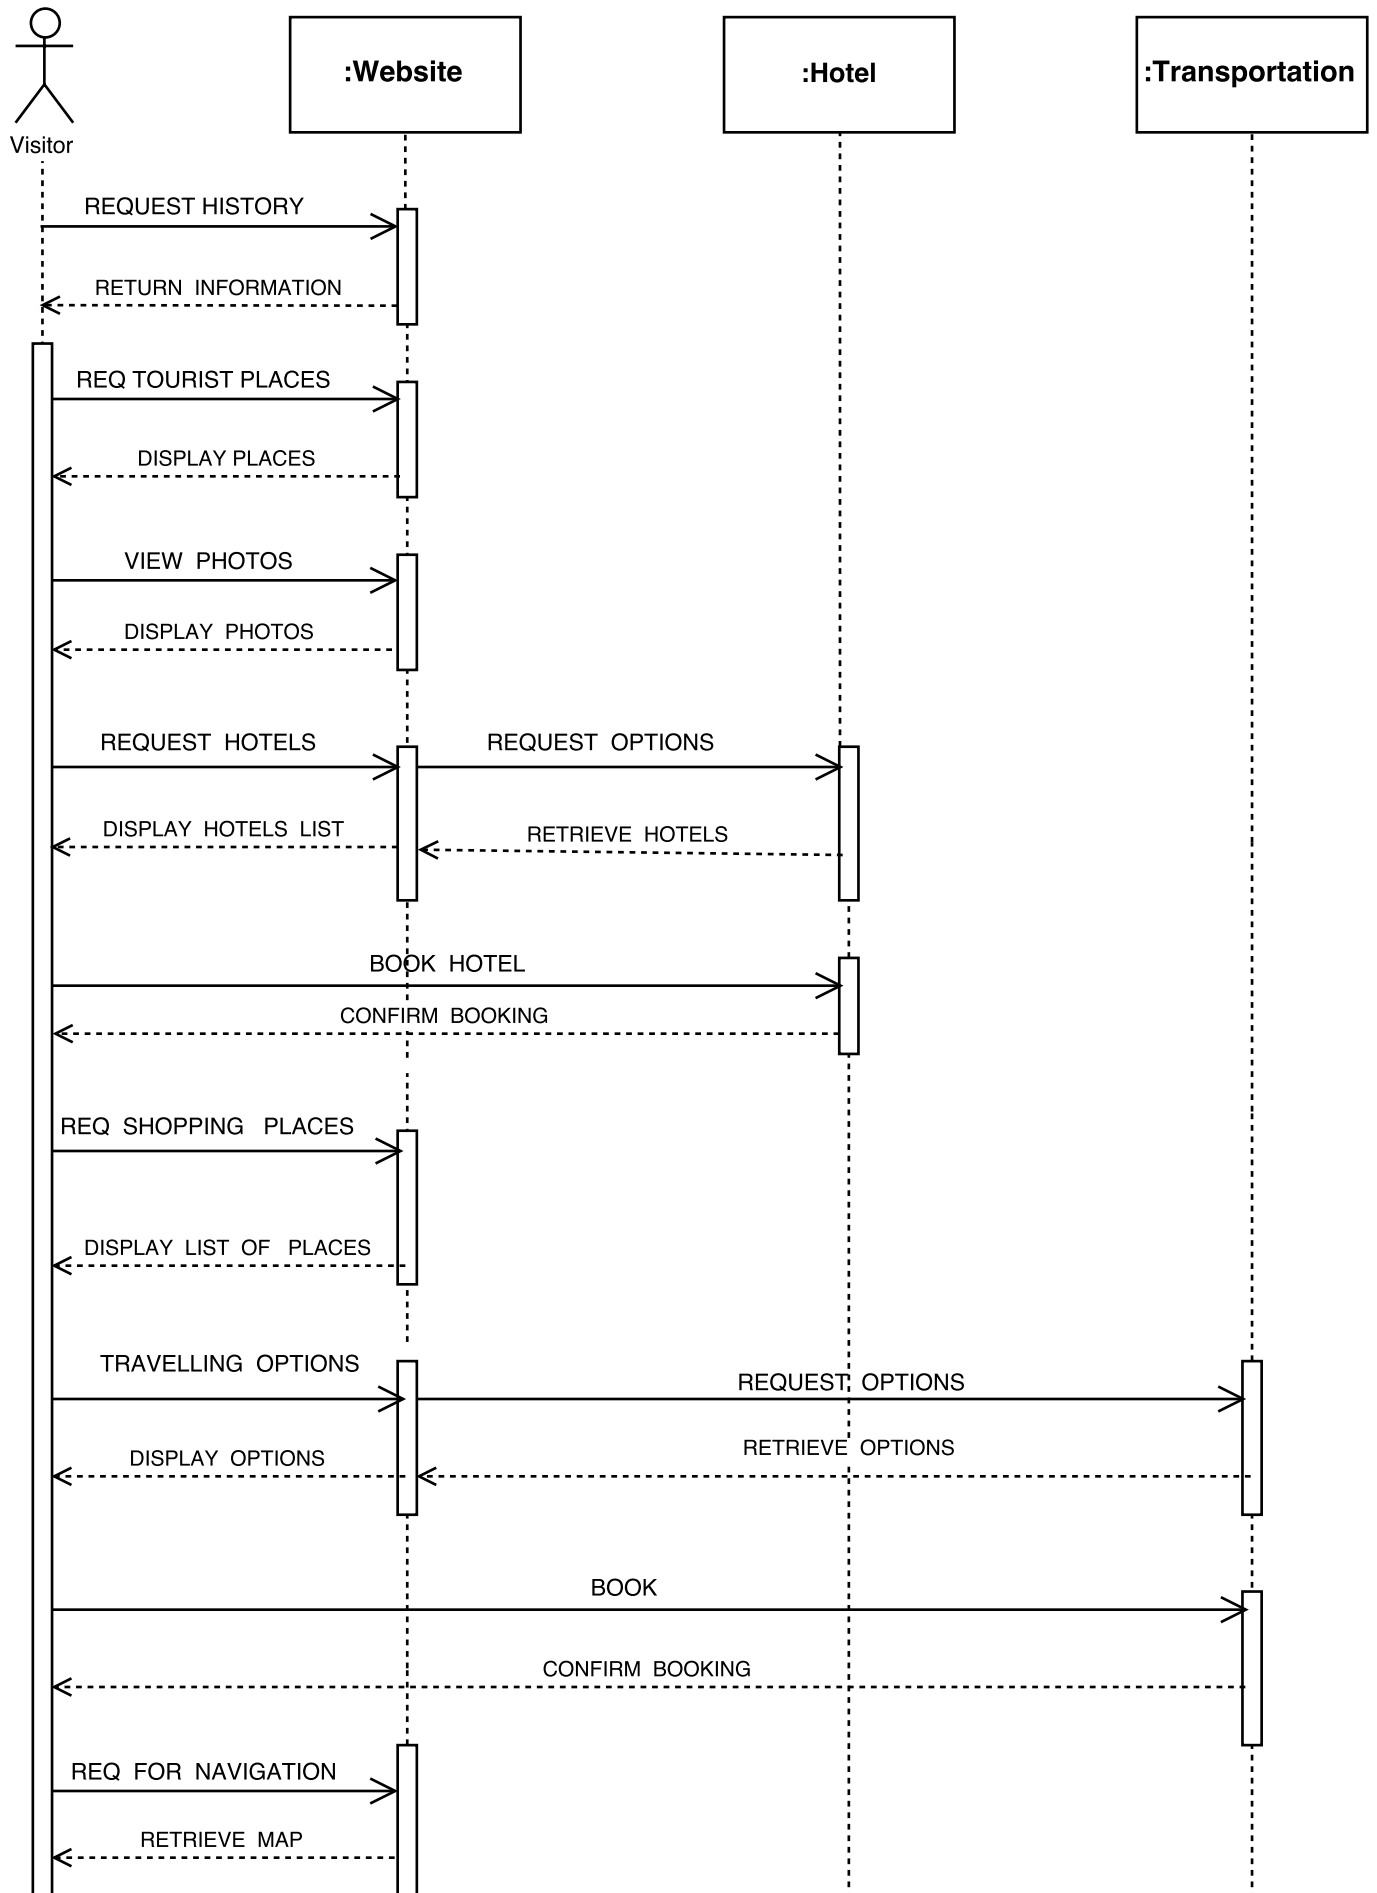 :Website
:Hotel
:Transportation
Visitor
REQUEST HISTORY
RETURN INFORMATION
REQ TOURIST PLACES
DISPLAY PLACES
VIEW PHOTOS
DISPLAY PHOTOS
REQUEST HOTELS
REQUEST OPTIONS
DISPLAY HOTELS LIST
RETRIEVE HOTELS
BOOK HOTEL
CONFIRM BOOKING
REQ SHOPPING PLACES
DISPLAY LIST OF PLACES
TRAVELLING OPTIONS
REQUEST OPTIONS
DISPLAY OPTIONS
RETRIEVE OPTIONS
BOOK
CONFIRM BOOKING
REQ FOR NAVIGATION
RETRIEVE MAP